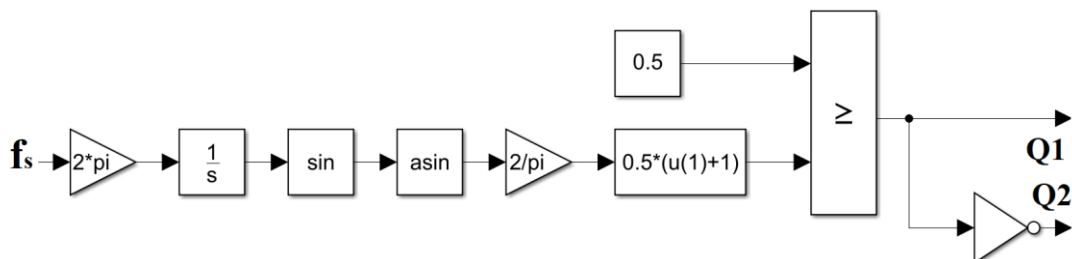 0.5
≥
fs
2*pi
1
s
sin
asin
2/pi
0.5*(u(1)+1)
Q1
Q2